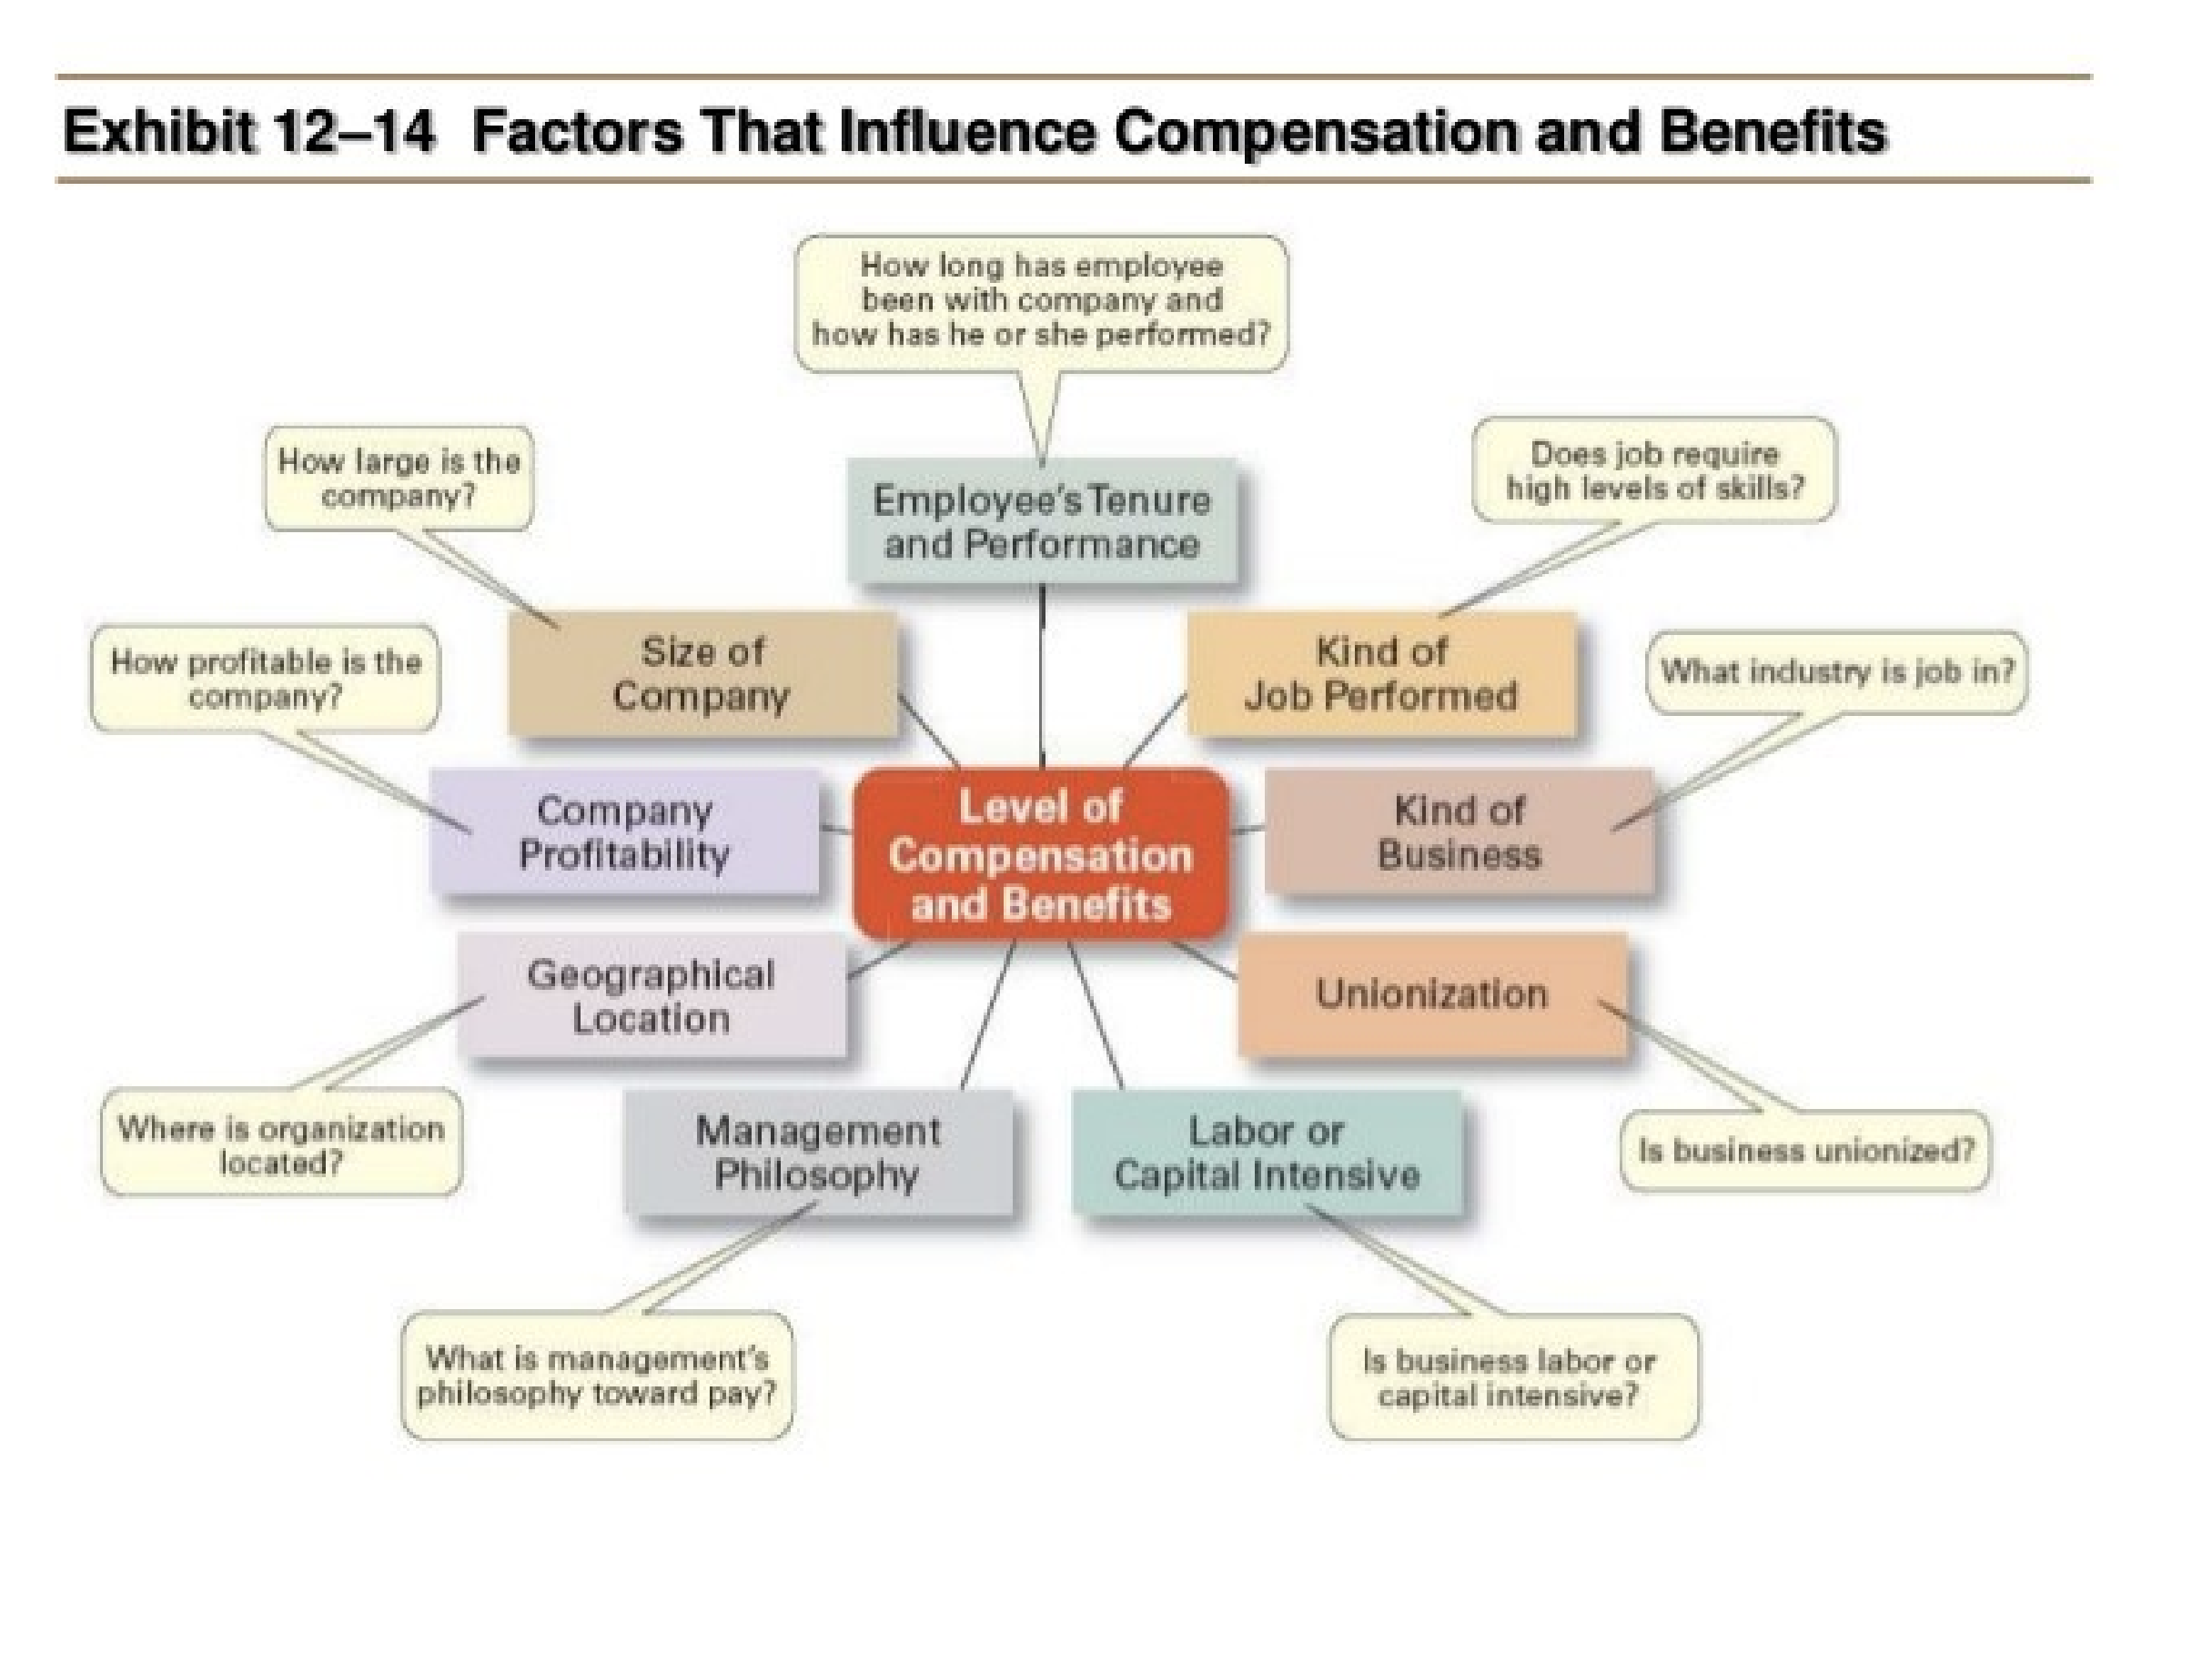 Exhibit 12–14 Factors That Influence Compensation and Benefits
How long has employee
been with company and
how has he or she performed?
Employee's Tenure
and Performance
How large is the
company?
Size of
Company
Does job require
high levels of skills?
Kind of
Job Performed
How profitable is the
company?
Company
Profitability
What industry is job in?
Kind of
Business
Level of
Compensation
and Benefits
Geographical
Location
Where is organization
located?
Unionization
Is business unionized?
Management
Philosophy
What is management's
philosophy toward pay?
Labor or
Capital Intensive
Is business labor or
capital intensive?